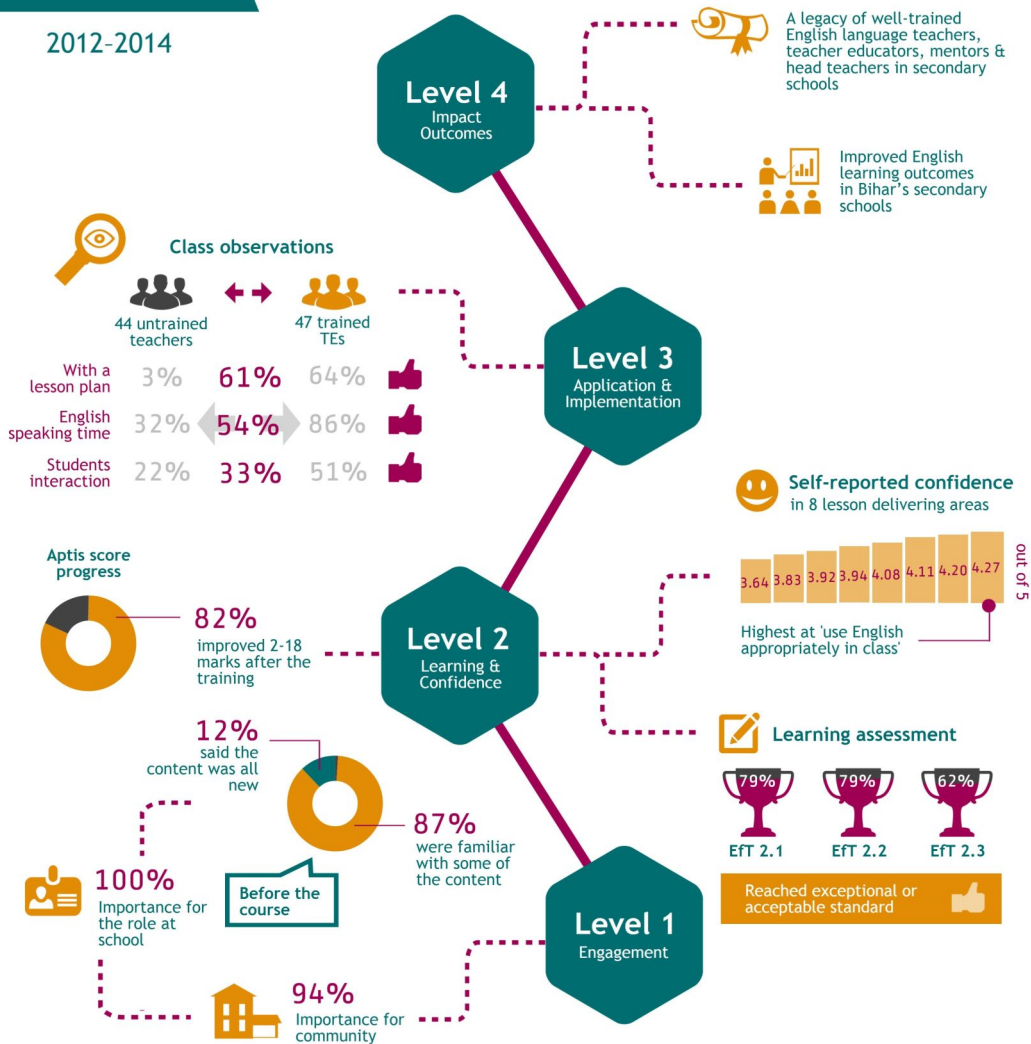 2012-2014
Level 4
Impact
Outcomes
A legacy of well-trained
English language teachers,
teacher educators, mentors &
head teachers in secondary
schools
Improved English
learning outcomes
in Bihar's secondary
schools
Class observations
44 untrained
teachers
47 trained
TEs
With a
lesson plan
3% 61% 64%
English
speaking time
32% 54% 86%
Students
interaction
22% 33% 51%
Level 3
Application &
Implementation
Self-reported confidence
in 8 lesson delivering areas
3.64 3.83 3.92 3.94 4.08 4.11 4.20 4.27
out of 5
Highest at 'use English
appropriately in class'
Aptis score
progress
82%
improved 2-18
marks after the
training
Level 2
Learning &
Confidence
Learning assessment
79% 79% 62%
EfT 2.1 EfT 2.2 EfT 2.3
Reached exceptional or
acceptable standard
12%
said the
content was all
new
87%
were familiar
with some of
the content
Before the
course
100%
Importance for
the role at
school
94%
Importance for
community
Level 1
Engagement